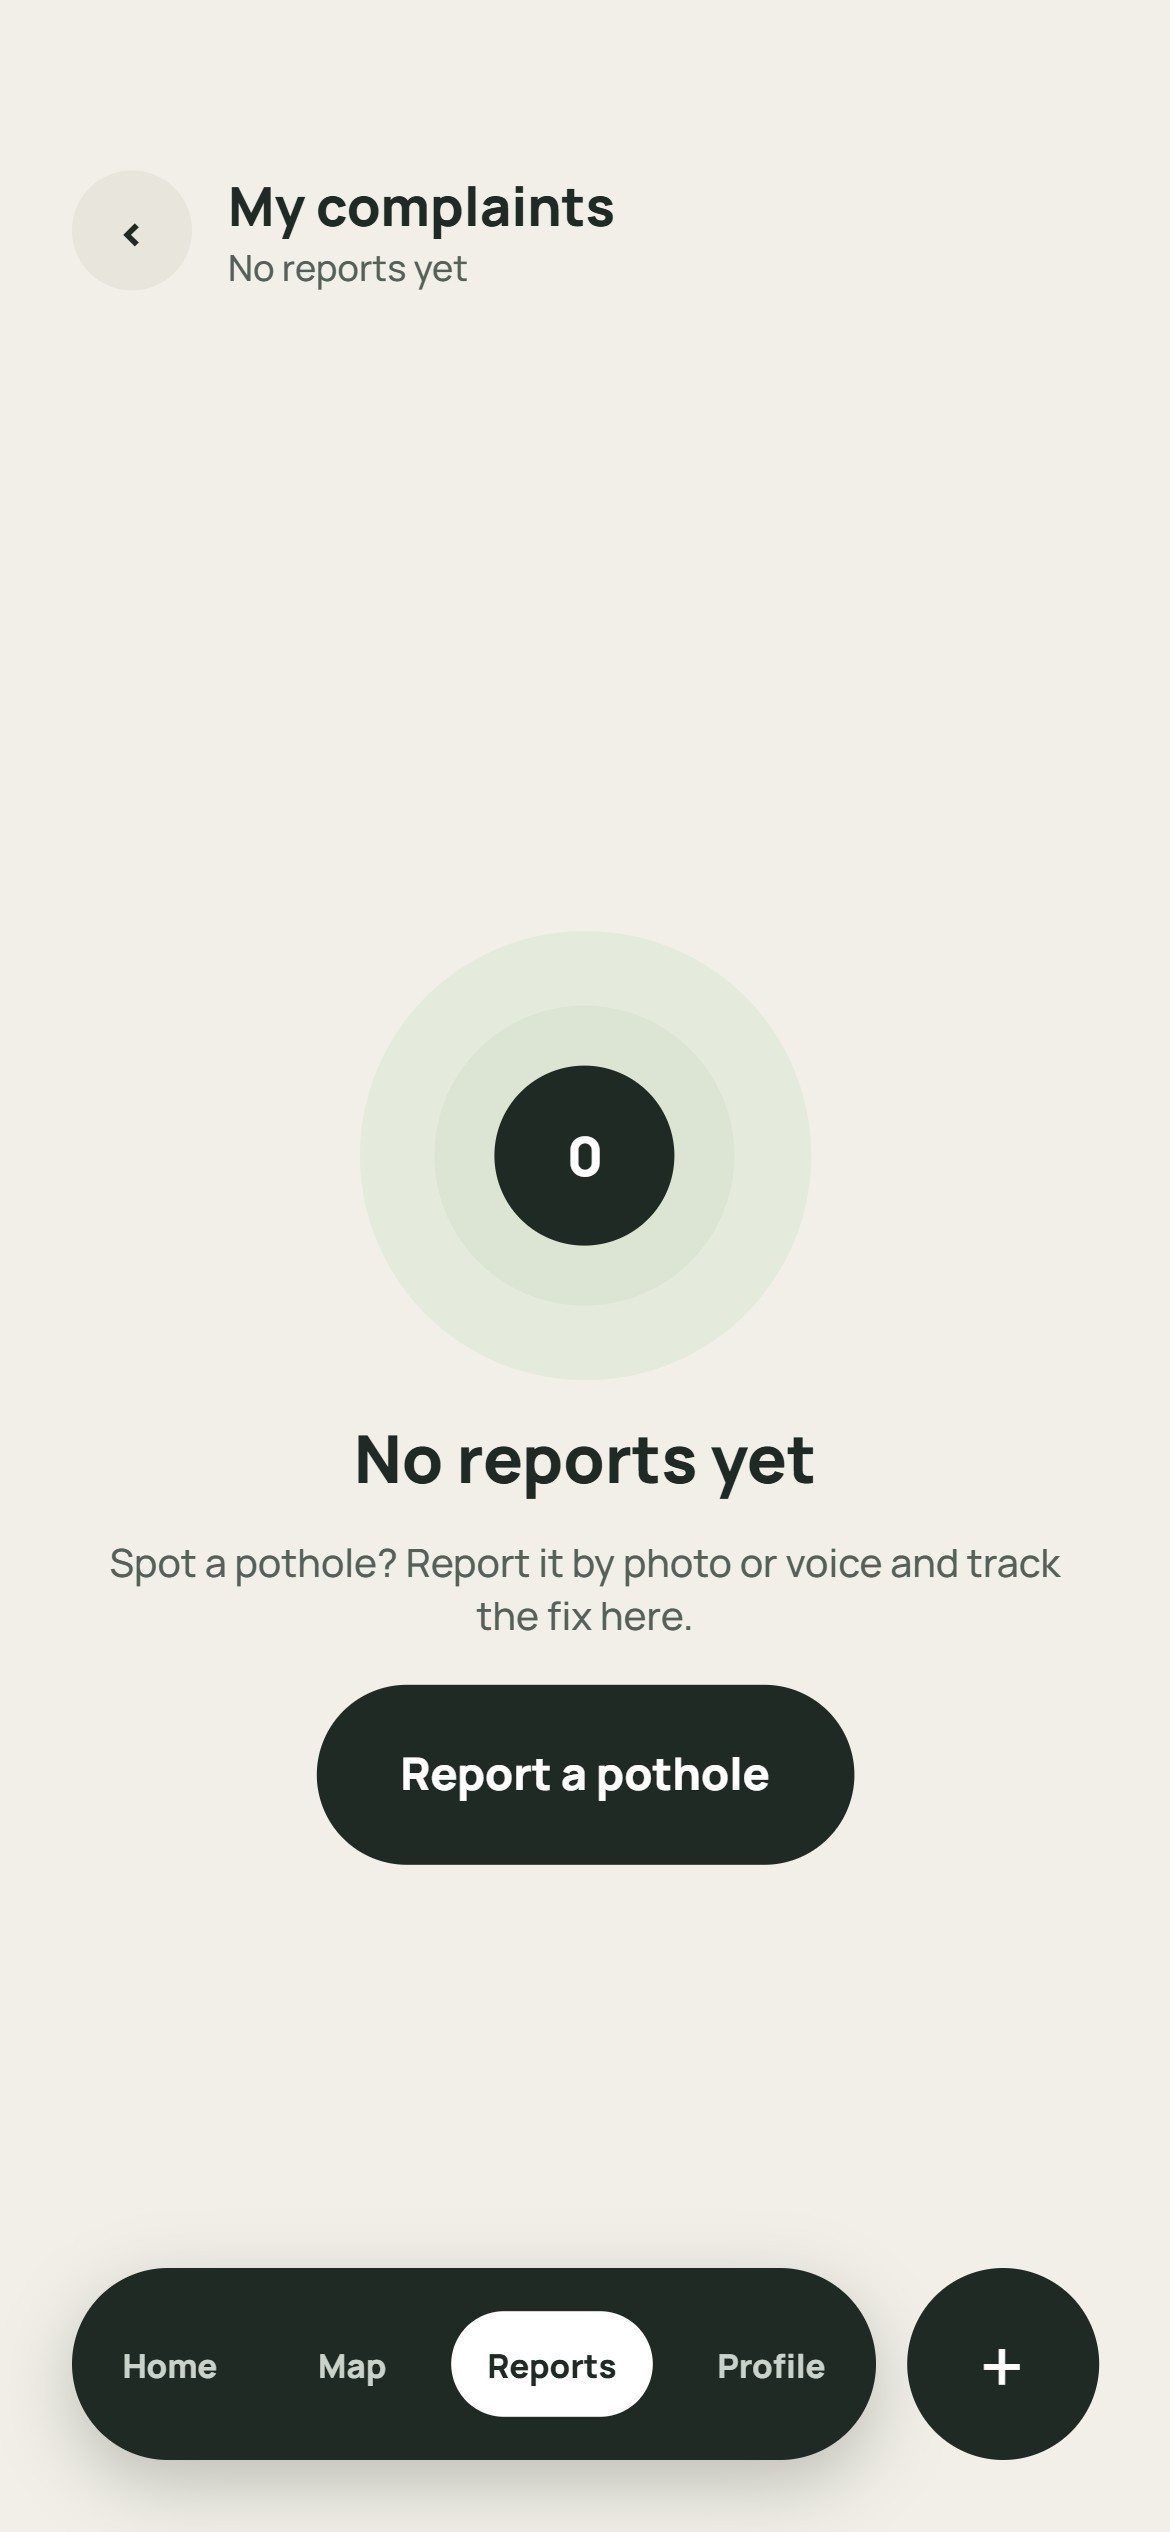 My complaints
No reports yet
0
No reports yet
Spot a pothole? Report it by photo or voice and track
the fix here.
Report a pothole
Home Map Reports Profile +